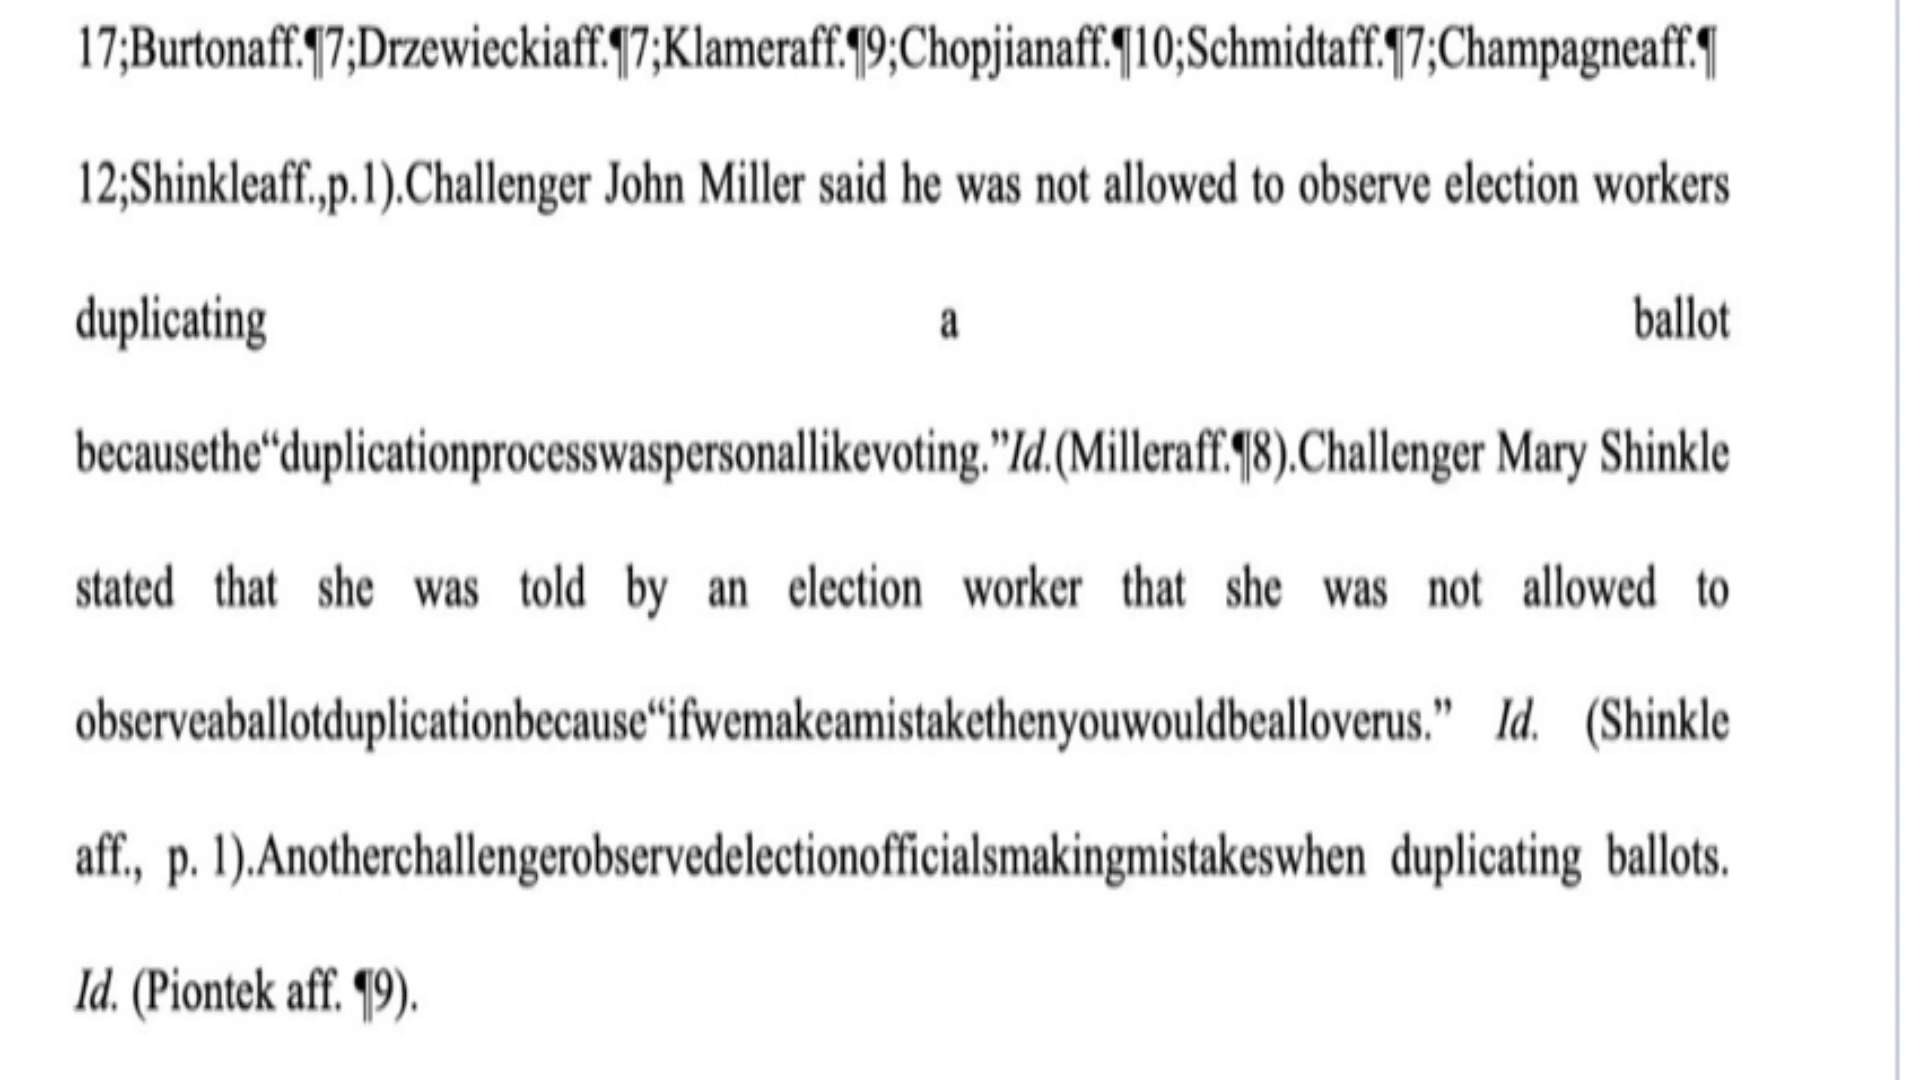 17;Burtonaff.¶7;Drzewieckiaff.¶7;Klameraff.¶9;Chopjianaff.¶10;Schmidtaff.¶7;Champagneaff.¶
12;Shinkleaff.,p.1).Challenger John Miller said he was not allowed to observe election workers
duplicating a ballot
becausethe“duplicationprocesswaspersonallikevoting.”Id.(Milleraff.¶8).Challenger Mary Shinkle
stated that she was told by an election worker that she was not allowed to
observeaballotduplicationbecause“ifwemakeamistakethenyouwouldbealloverus.” Id. (Shinkle
aff., p. 1).Anotherchallengerobservedelectionofficialsmakingmistakeswhen duplicating ballots.
Id. (Piontek aff. ¶9).